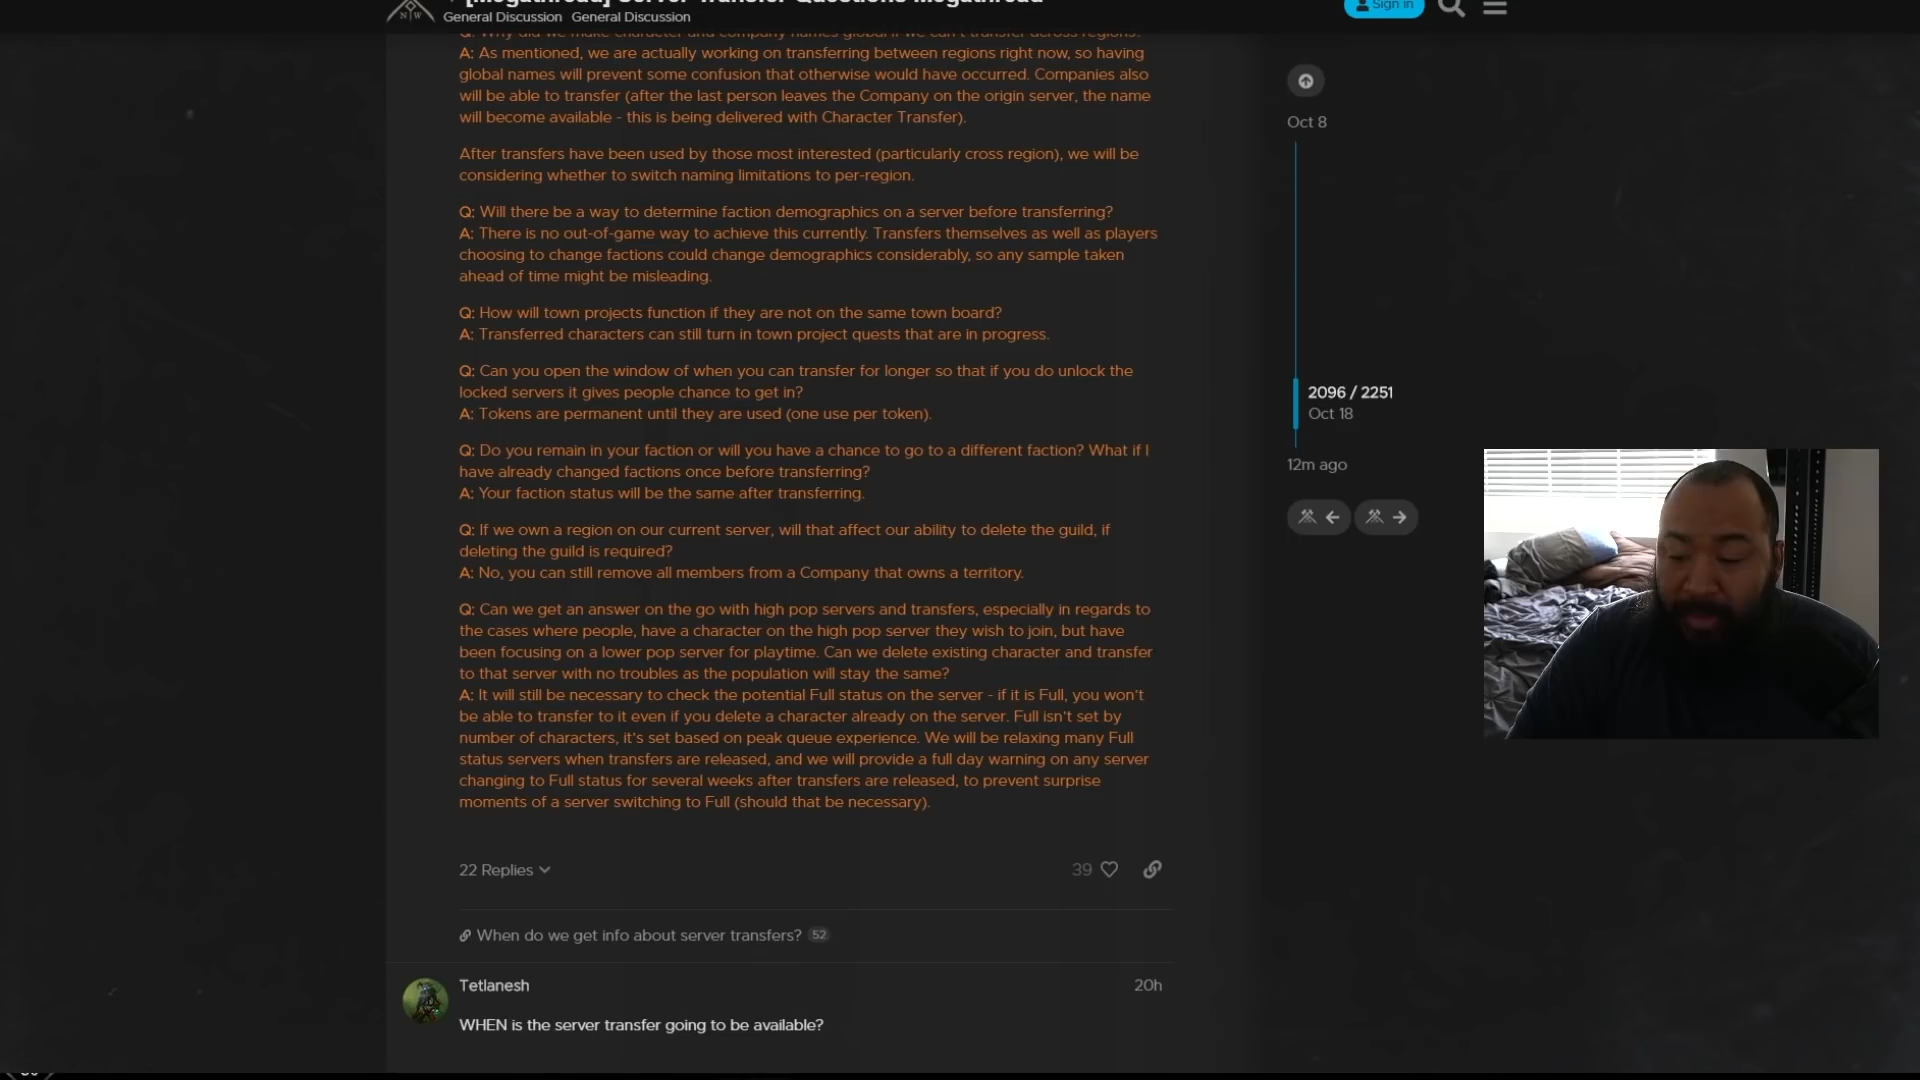 [Megathread] Server Transfer Questions Megathread
N W
General Discussion General Discussion
Sign In
Q: Why did we make character and company names global if we can't transfer across regions?
A: As mentioned, we are actually working on transferring between regions right now, so having
global names will prevent some confusion that otherwise would have occurred. Companies also
will be able to transfer (after the last person leaves the Company on the origin server, the name
will become available - this is being delivered with Character Transfer).
After transfers have been used by those most interested (particularly cross region), we will be
considering whether to switch naming limitations to per-region.
Q: Will there be a way to determine faction demographics on a server before transferring?
A: There is no out-of-game way to achieve this currently. Transfers themselves as well as players
choosing to change factions could change demographics considerably, so any sample taken
ahead of time might be misleading.
Q: How will town projects function if they are not on the same town board?
A: Transferred characters can still turn in town project quests that are in progress.
Q: Can you open the window of when you can transfer for longer so that if you do unlock the
locked servers it gives people chance to get in?
A: Tokens are permanent until they are used (one use per token).
Q: Do you remain in your faction or will you have a chance to go to a different faction? What if I
have already changed factions once before transferring?
A: Your faction status will be the same after transferring.
Q: If we own a region on our current server, will that affect our ability to delete the guild, if
deleting the guild is required?
A: No, you can still remove all members from a Company that owns a territory.
Q: Can we get an answer on the go with high pop servers and transfers, especially in regards to
the cases where people, have a character on the high pop server they wish to join, but have
been focusing on a lower pop server for playtime. Can we delete existing character and transfer
to that server with no troubles as the population will stay the same?
A: It will still be necessary to check the potential Full status on the server - if it is Full, you won't
be able to transfer to it even if you delete a character already on the server. Full isn't set by
number of characters, it's set based on peak queue experience. We will be relaxing many Full
status servers when transfers are released, and we will provide a full day warning on any server
changing to Full status for several weeks after transfers are released, to prevent surprise
moments of a server switching to Full (should that be necessary).
22 Replies
39
When do we get info about server transfers? 52
Tetlanesh
20h
WHEN is the server transfer going to be available?
Oct 8
2096 / 2251
Oct 18
12m ago